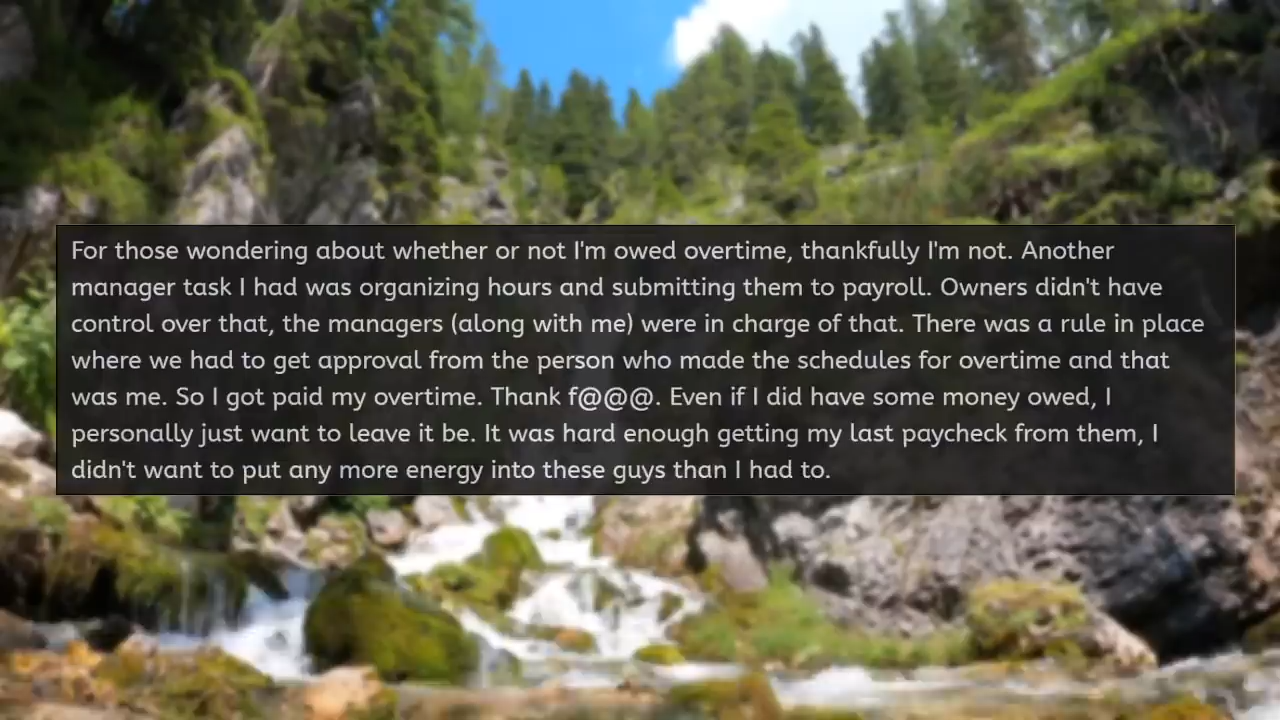 For those wondering about whether or not I'm owed overtime, thankfully I'm not. Another
manager task I had was organizing hours and submitting them to payroll. Owners didn't have
control over that, the managers (along with me) were in charge of that. There was a rule in place
where we had to get approval from the person who made the schedules for overtime and that
was me. So I got paid my overtime. Thank f@@@. Even if I did have some money owed, I
personally just want to leave it be. It was hard enough getting my last paycheck from them, I
didn't want to put any more energy into these guys than I had to.